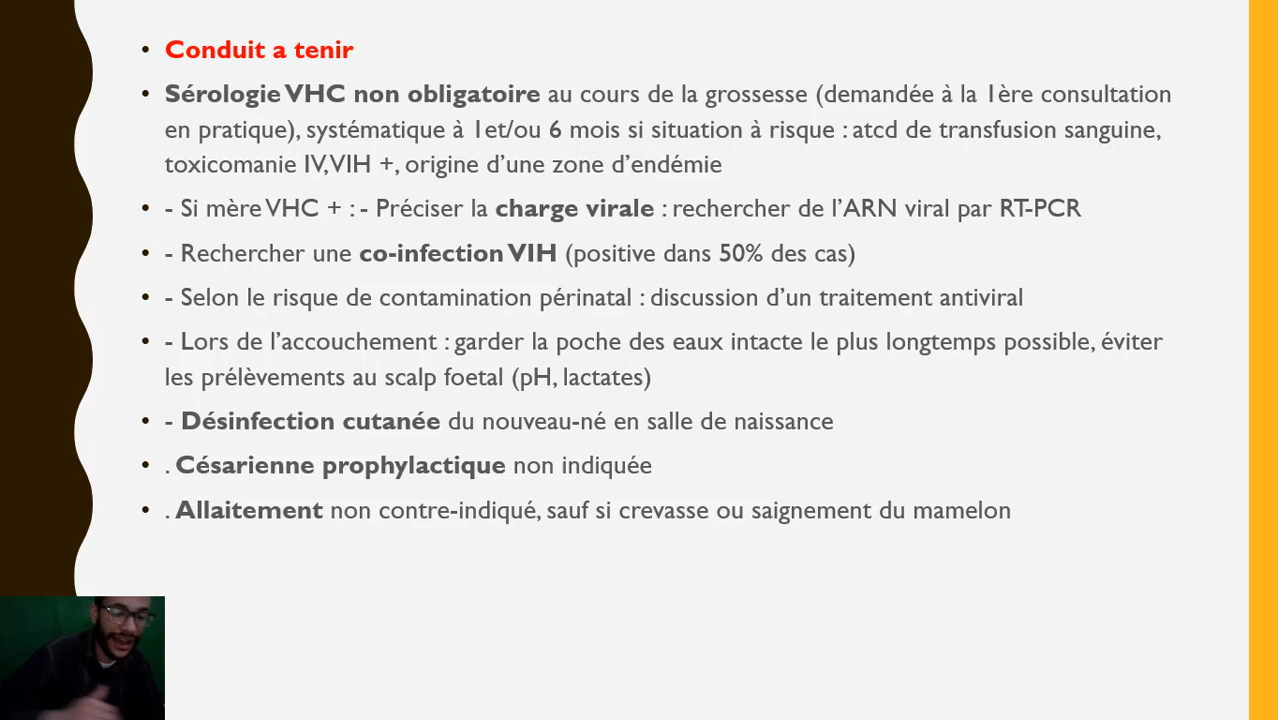 • Conduit a tenir
• Sérologie VHC non obligatoire au cours de la grossesse (demandée à la 1ère consultation
en pratique), systématique à 1et/ou 6 mois si situation à risque : atcd de transfusion sanguine,
toxicomanie IV, VIH +, origine d’une zone d’endémie
• - Si mère VHC + : - Préciser la charge virale : rechercher de l’ARN viral par RT-PCR
• - Rechercher une co-infection VIH (positive dans 50% des cas)
• - Selon le risque de contamination périnatal : discussion d’un traitement antiviral
• - Lors de l’accouchement : garder la poche des eaux intacte le plus longtemps possible, éviter
les prélèvements au scalp foetal (pH, lactates)
• - Désinfection cutanée du nouveau-né en salle de naissance
• . Césarienne prophylactique non indiquée
• . Allaitement non contre-indiqué, sauf si crevasse ou saignement du mamelon